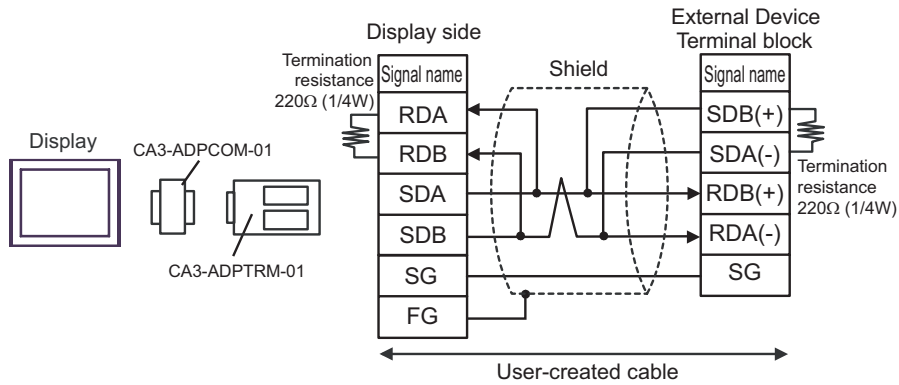 External Device
Terminal block
Display side
Termination
resistance
220Ω (1/4W)
Signal name
Shield
Signal name
RDA
SDB(+)
Display
CA3-ADPCOM-01
RDB
SDA(-)
Termination
resistance
220Ω (1/4W)
SDA
RDB(+)
SDB
RDA(-)
CA3-ADPTRM-01
SG
SG
FG
User-created cable